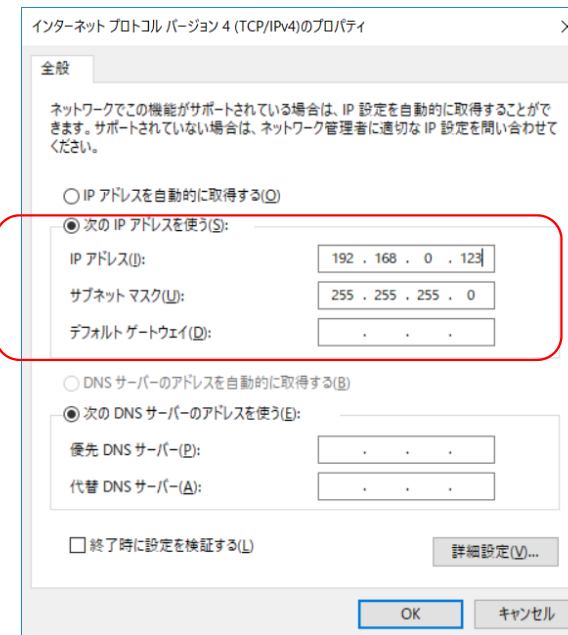 インターネット プロトコル バージョン 4 (TCP/IPv4)のプロパティ
全般
ネットワークでこの機能がサポートされている場合は、IP 設定を自動的に取得することがで
きます。サポートされていない場合は、ネットワーク管理者に適切な IP 設定を問い合わせて
ください。
IP アドレスを自動的に取得する(O)
次の IP アドレスを使う(S):
IP アドレス(I): 192 . 168 . 0 . 123
サブネット マスク(U): 255 . 255 . 255 . 0
デフォルト ゲートウェイ(D): . . .
DNS サーバーのアドレスを自動的に取得する(B)
次の DNS サーバーのアドレスを使う(E):
優先 DNS サーバー(P): . . .
代替 DNS サーバー(A): . . .
終了時に設定を検証する(L)
詳細設定(V)...
OK キャンセル